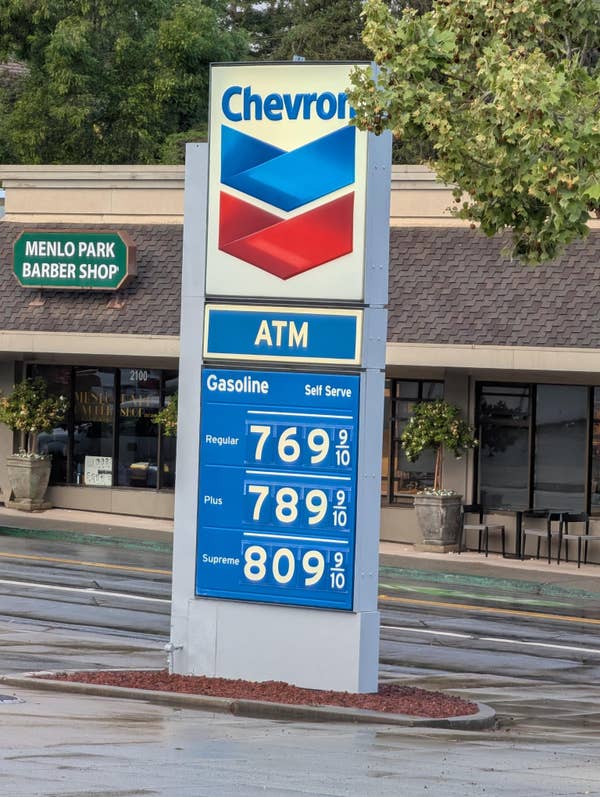 Chevron
MENLO PARK
BARBER SHOP
ATM
2100
Gasoline Self Serve
Regular 769 9/10
Plus 789 9/10
Supreme 809 9/10